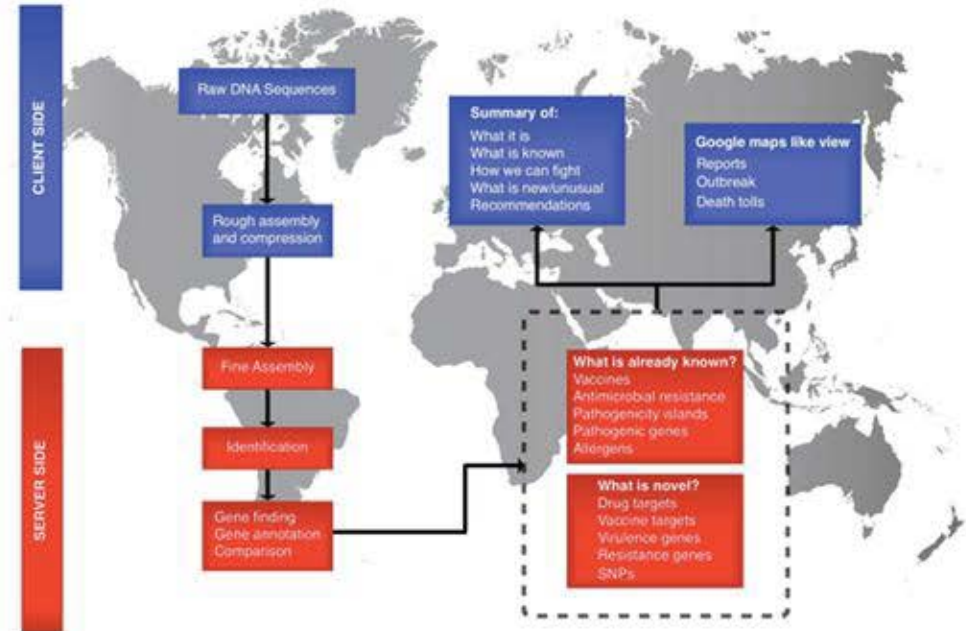 CLIENT SIDE
Raw DNA Sequences
Rough assembly
and compression
Summary of:
What it is
What is known
How we can fight
What is new/unusual
Recommendations
Google maps like view
Reports
Outbreak
Death tolls
SERVER SIDE
Fine Assembly
Identification
Gene finding
Gene annotation
Comparison
What is already known?
Vaccines
Antimicrobial resistance
Pathogenicity islands
Pathogenic genes
Allergens
What is novel?
Drug targets
Vaccine targets
Virulence genes
Resistance genes
SNPs